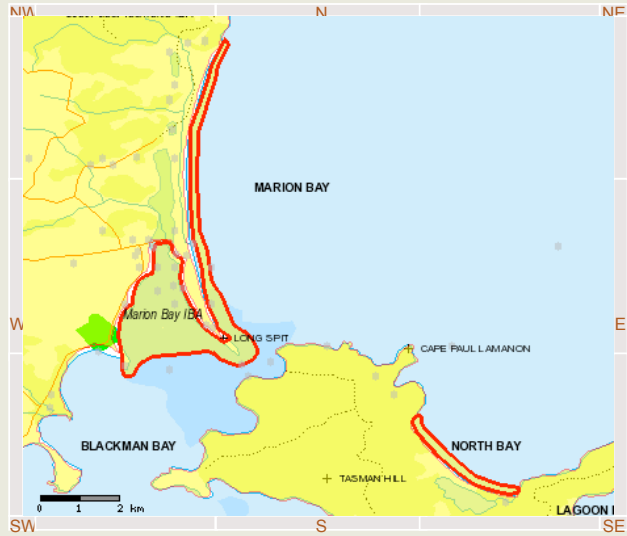 NW N NE
MARION BAY
Marion Bay IBA
W LONG SPIT E
CAPE PAUL LAMANON
BLACKMAN BAY NORTH BAY
TASMAN HILL
0 1 2 km
LAGOON
SW S SE